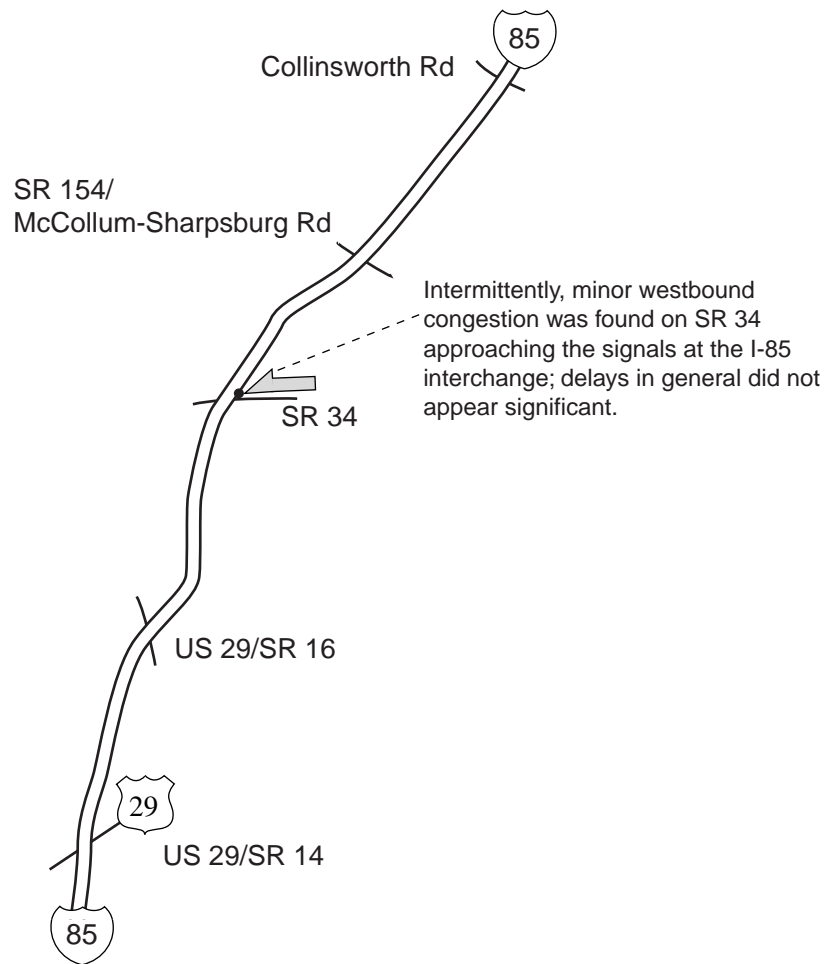 85
Collinsworth Rd
SR 154/
McCollum-Sharpsburg Rd
Intermittently, minor westbound
congestion was found on SR 34
approaching the signals at the I-85
interchange; delays in general did not
appear significant.
SR 34
US 29/SR 16
29
US 29/SR 14
85